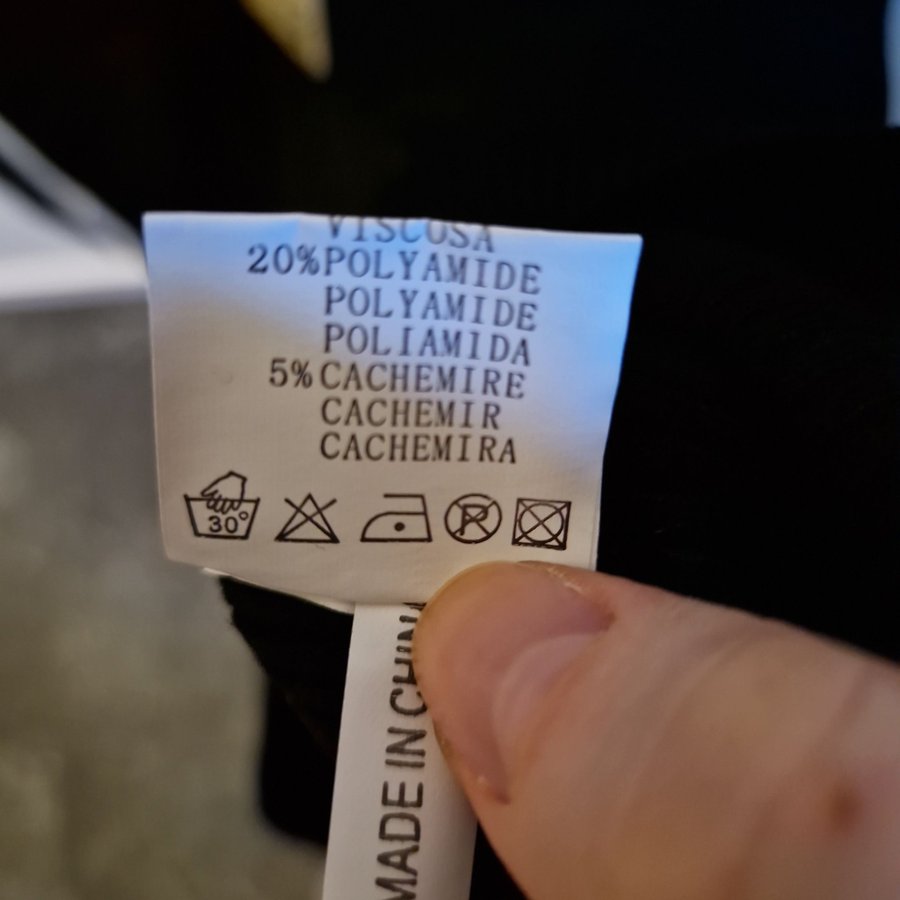 VISCOSA
20%POLYAMIDE
POLYAMIDE
POLIAMIDA
5%CACHEMIRE
CACHEMIR
CACHEMIRA
30°
P
MADE IN CHINA